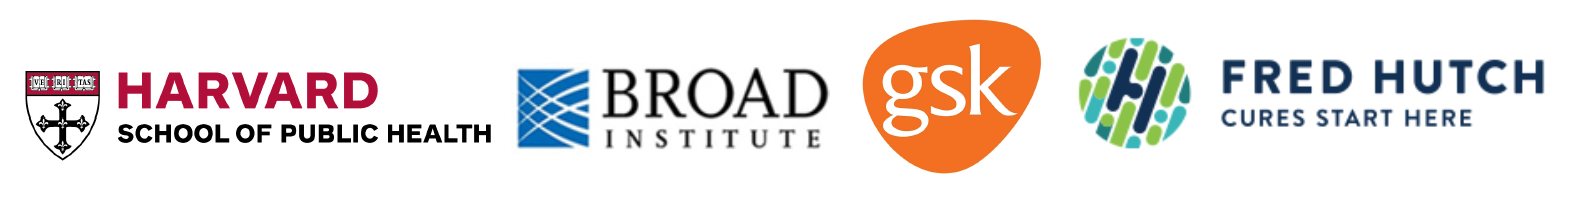 VE RI TAS
HARVARD
SCHOOL OF PUBLIC HEALTH
BROAD
INSTITUTE
gsk
FRED HUTCH
CURES START HERE